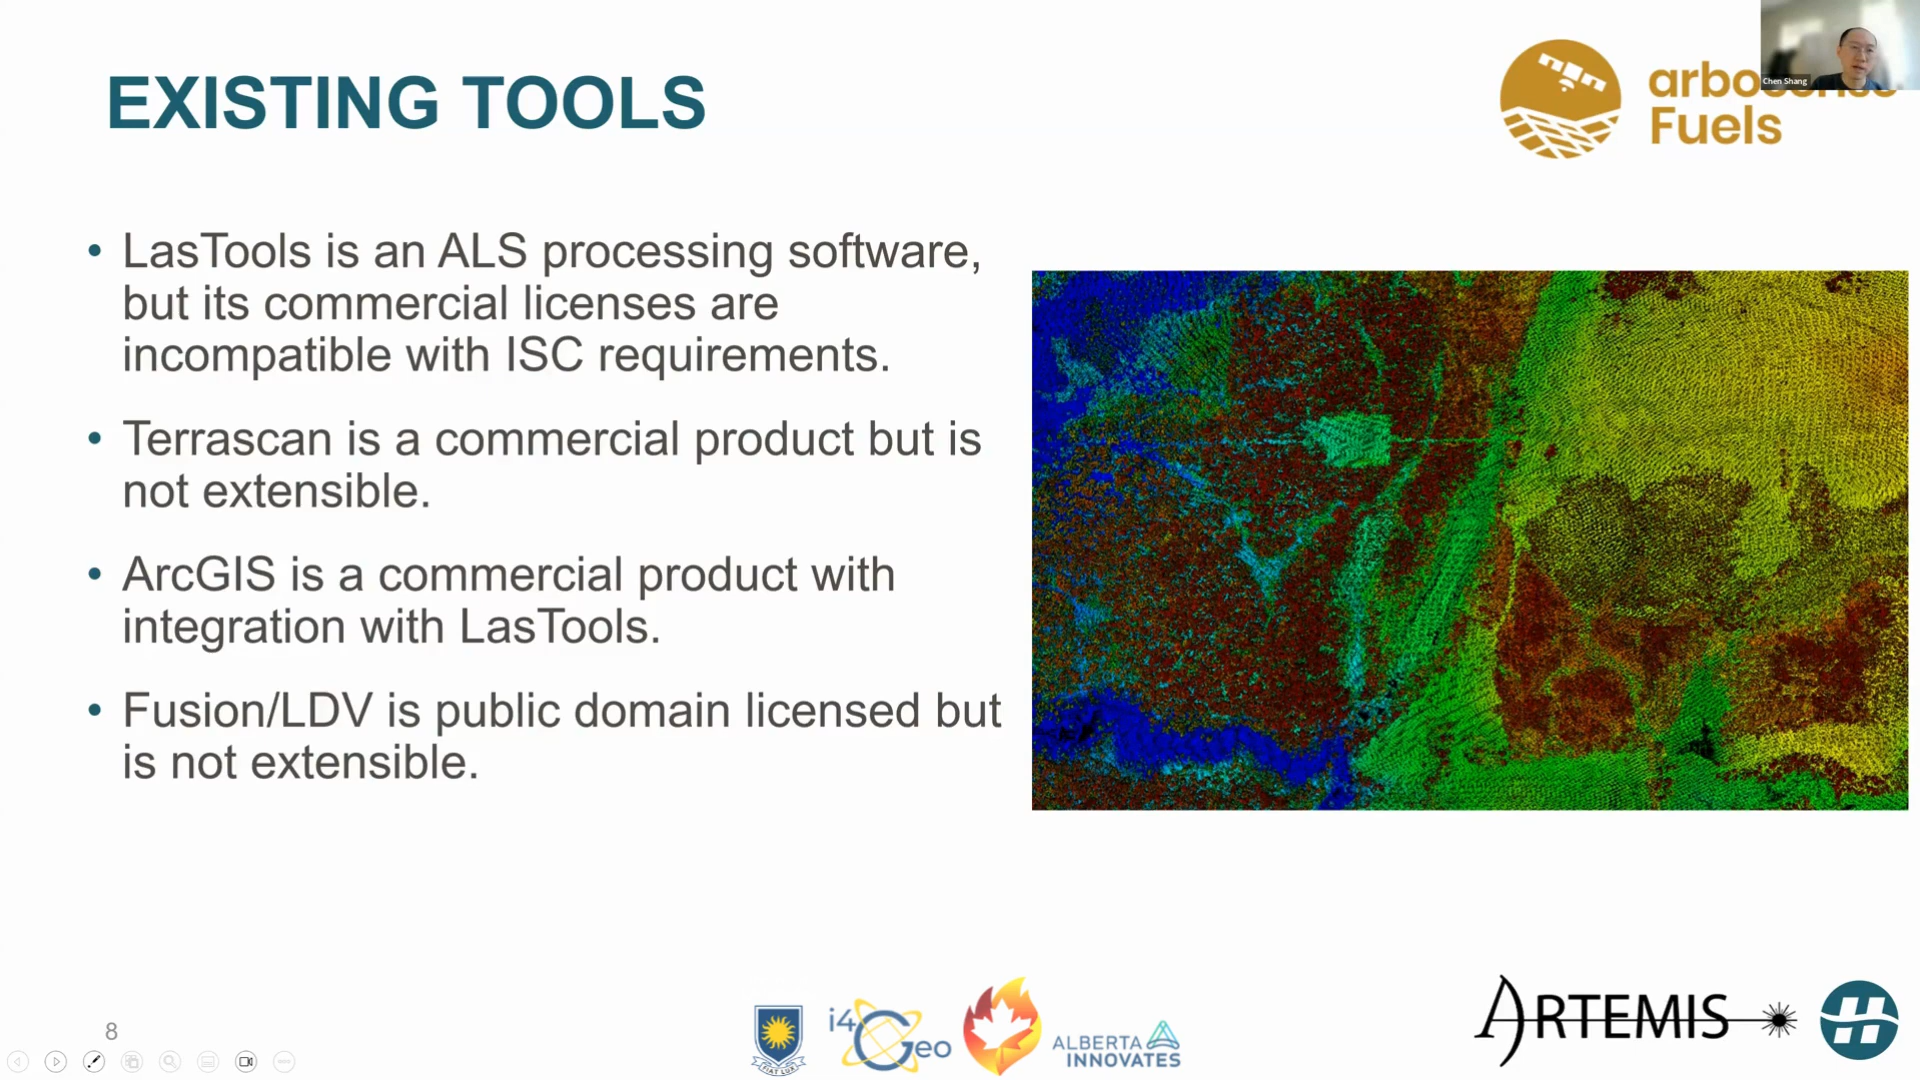 EXISTING TOOLS
Chen Shang
Fuels
• LasTools is an ALS processing software,
but its commercial licenses are
incompatible with ISC requirements.
• Terrascan is a commercial product but is
not extensible.
• ArcGIS is a commercial product with
integration with LasTools.
• Fusion/LDV is public domain licensed but
is not extensible.
8
FIAT LUX
i4Geo
ALBERTA
INNOVATES
ARTEMIS